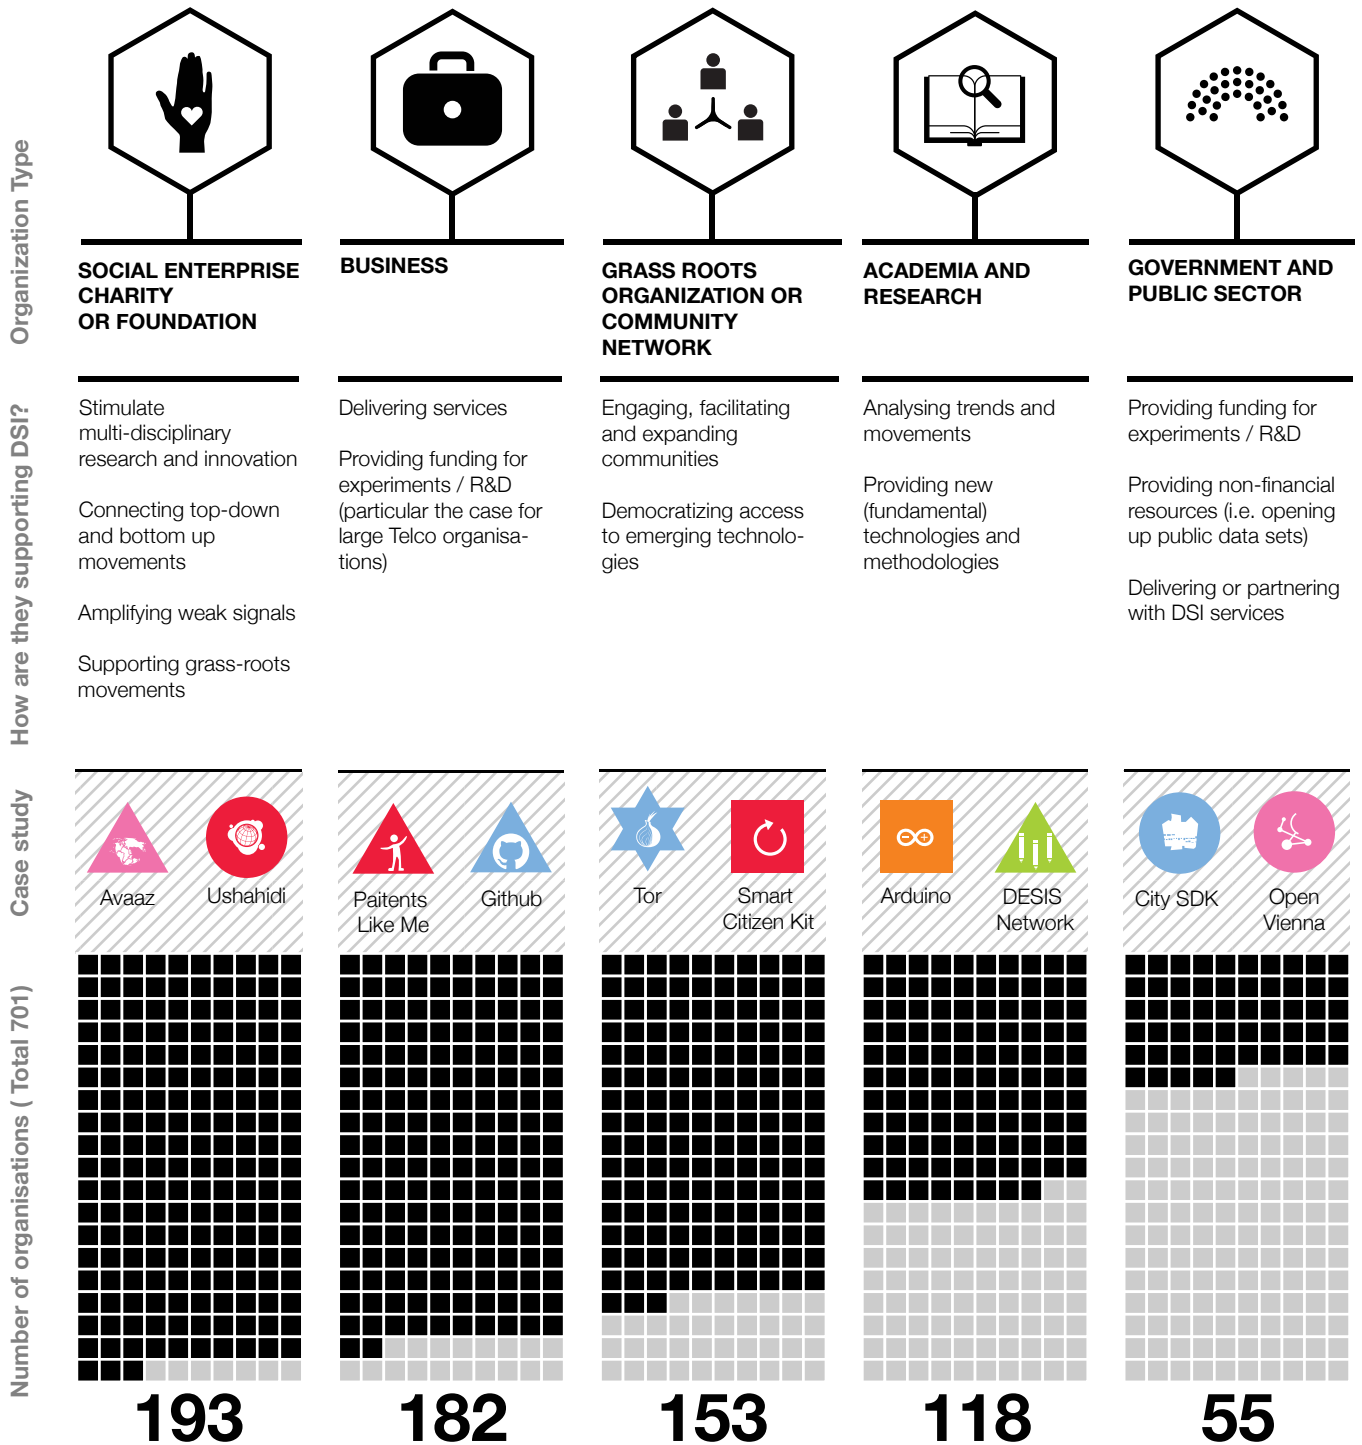 Organization Type
SOCIAL ENTERPRISE
CHARITY
OR FOUNDATION
BUSINESS
GRASS ROOTS
ORGANIZATION OR
COMMUNITY
NETWORK
ACADEMIA AND
RESEARCH
GOVERNMENT AND
PUBLIC SECTOR
How are they supporting DSI?
Stimulate
multi-disciplinary
research and innovation
Connecting top-down
and bottom up
movements
Amplifying weak signals
Supporting grass-roots
movements
Delivering services
Providing funding for
experiments / R&D
(particular the case for
large Telco organisa-
tions)
Engaging, facilitating
and expanding
communities
Democratizing access
to emerging technolo-
gies
Analysing trends and
movements
Providing new
(fundamental)
technologies and
methodologies
Providing funding for
experiments / R&D
Providing non-financial
resources (i.e. opening
up public data sets)
Delivering or partnering
with DSI services
Case study
Avaaz
Ushahidi
Paitents
Like Me
Github
Tor
Smart
Citizen Kit
Arduino
DESIS
Network
City SDK
Open
Vienna
Number of organisations ( Total 701)
193
182
153
118
55